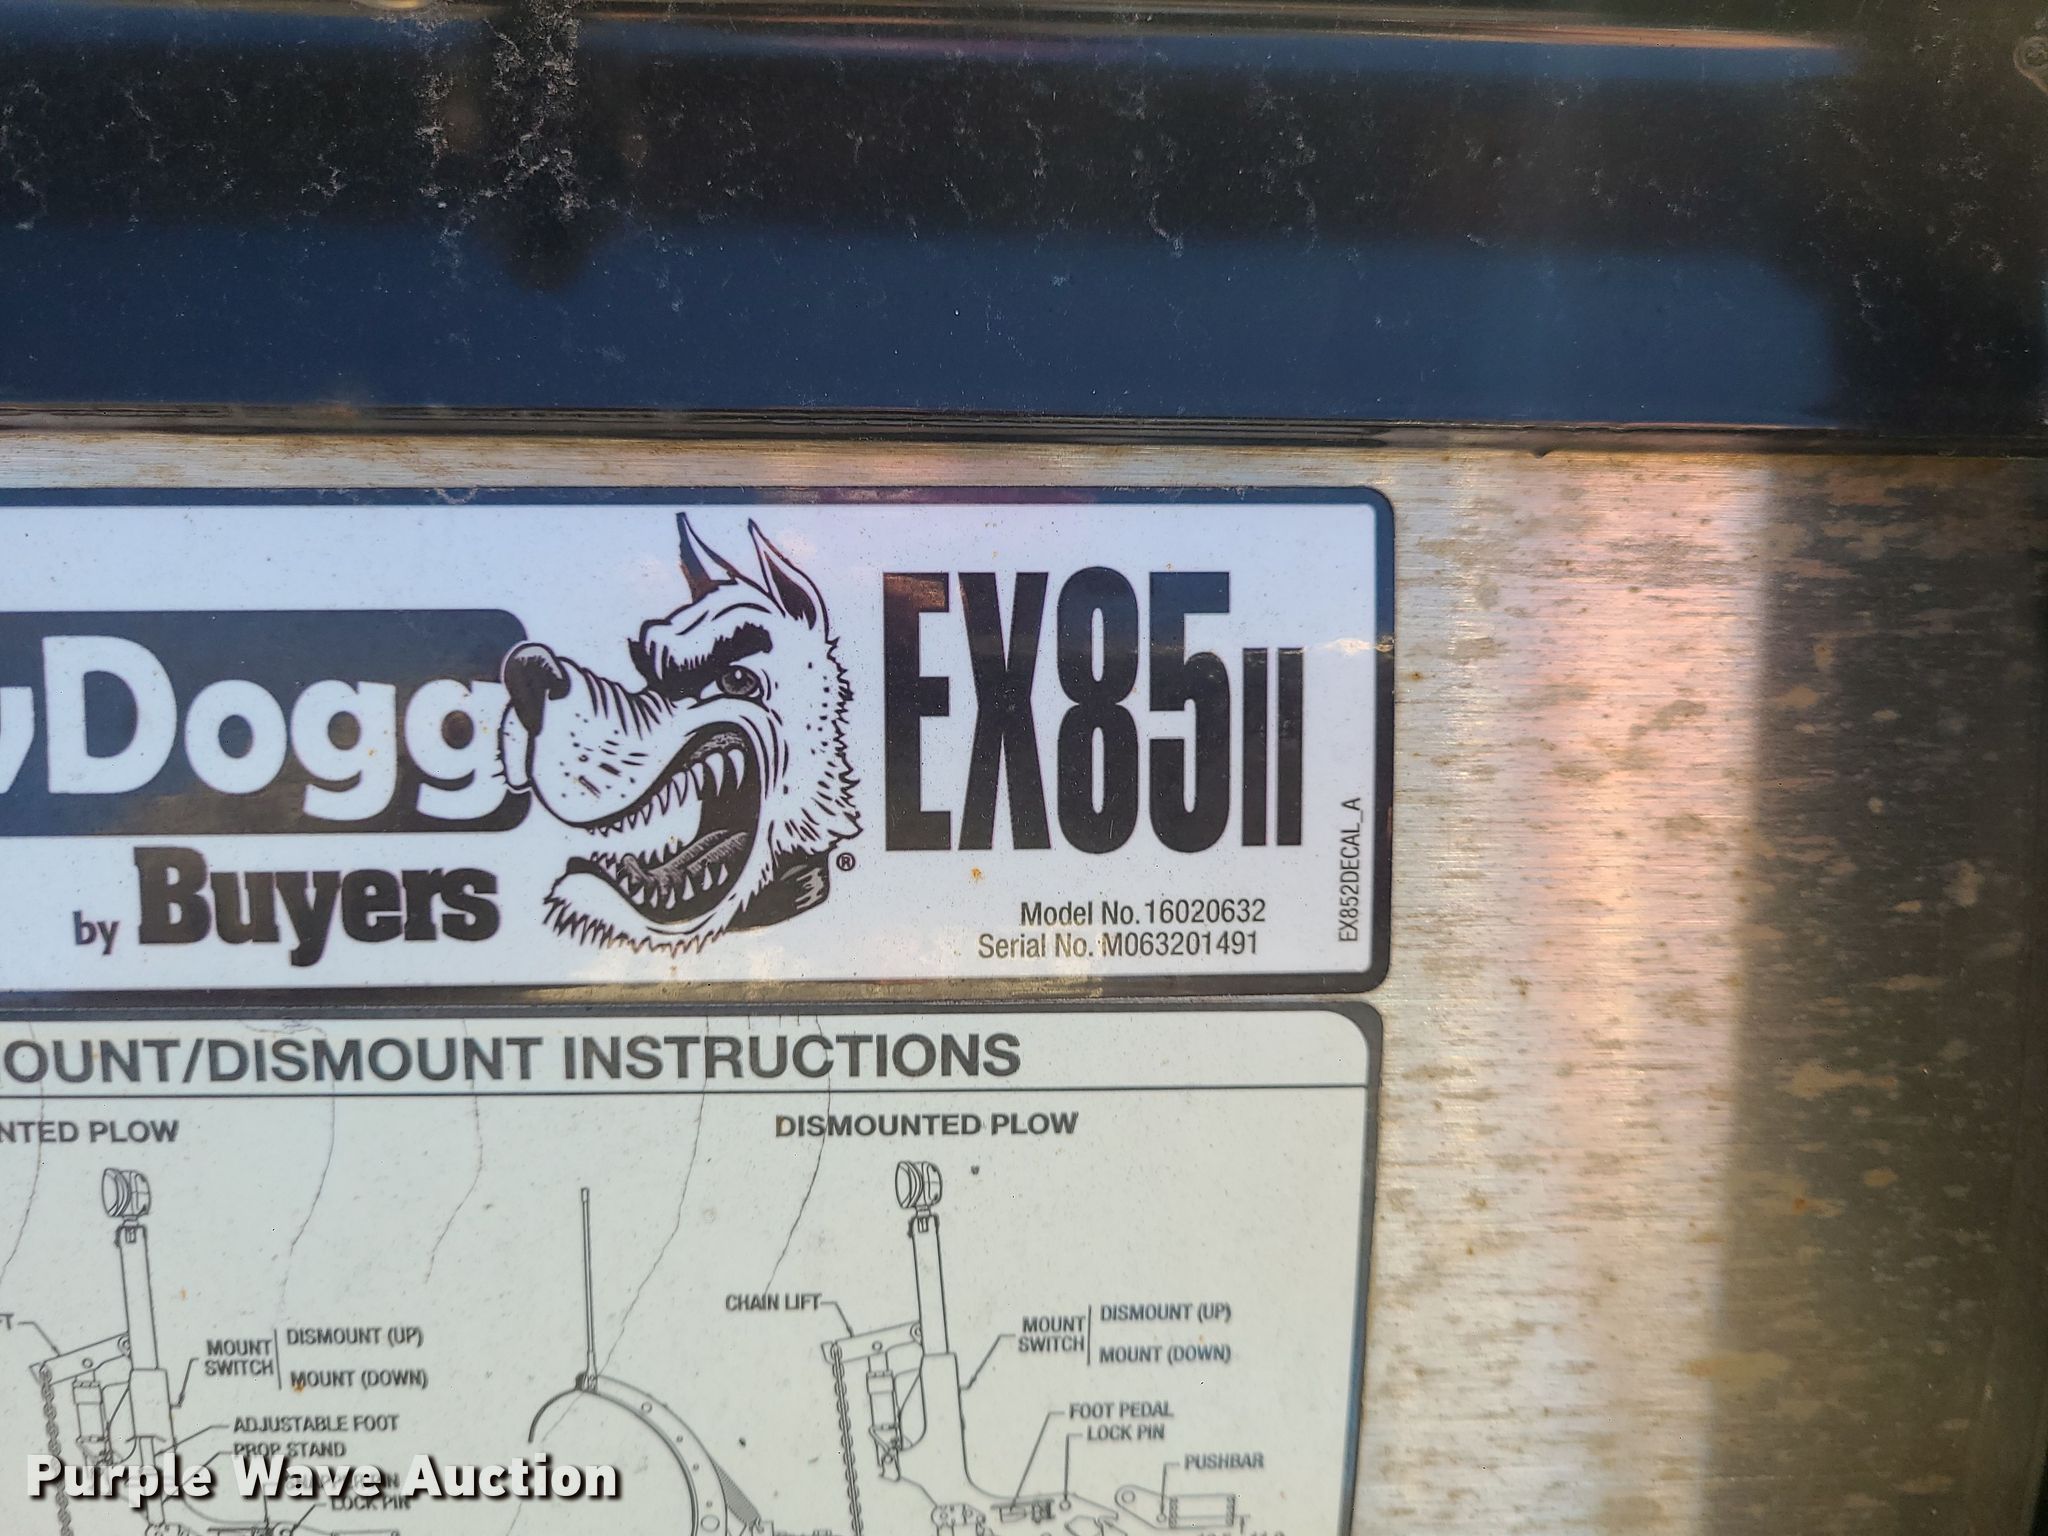 wDogg
by Buyers
®
EX85II
Model No. 16020632
Serial No. M063201491
EX852DECAL_A
OUNT/DISMOUNT INSTRUCTIONS
NTED PLOW
DISMOUNTED PLOW
FT
MOUNT SWITCH
DISMOUNT (UP)
MOUNT (DOWN)
ADJUSTABLE FOOT
PROP STAND
LOCK PIN
CHAIN LIFT
MOUNT SWITCH
DISMOUNT (UP)
MOUNT (DOWN)
FOOT PEDAL
LOCK PIN
PUSHBAR
Purple Wave Auction